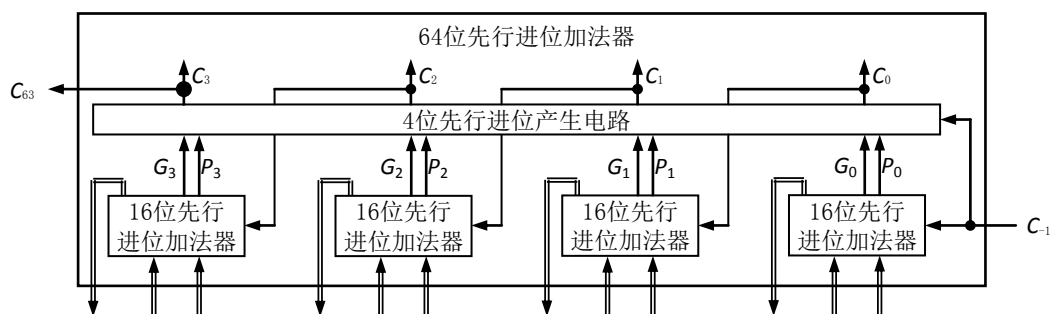 64位先行进位加法器
C₃ C₂ C₁ C₀
C₆₃
4位先行进位产生电路
G₃ P₃ G₂ P₂ G₁ P₁ G₀ P₀
16位先行 16位先行 16位先行 16位先行
进位加法器 进位加法器 进位加法器 进位加法器
C₋₁